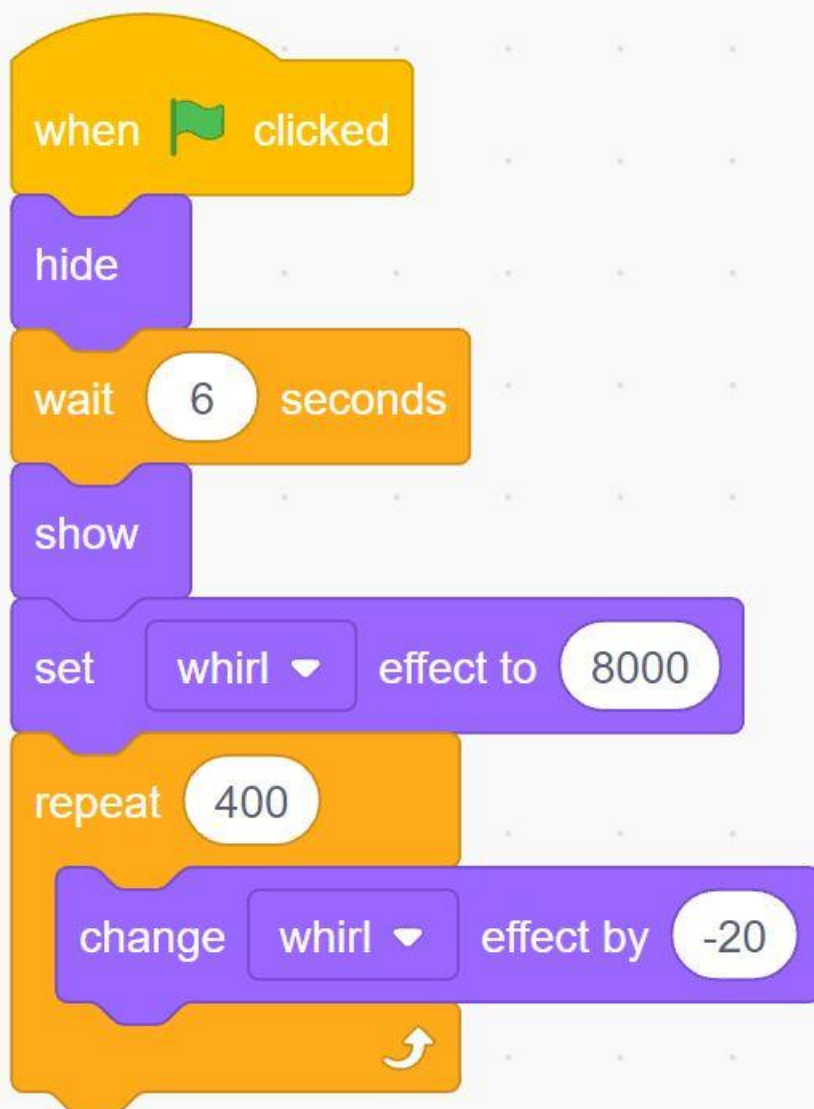 when clicked
hide
wait 6 seconds
show
set whirl effect to 8000
repeat 400
change whirl effect by -20